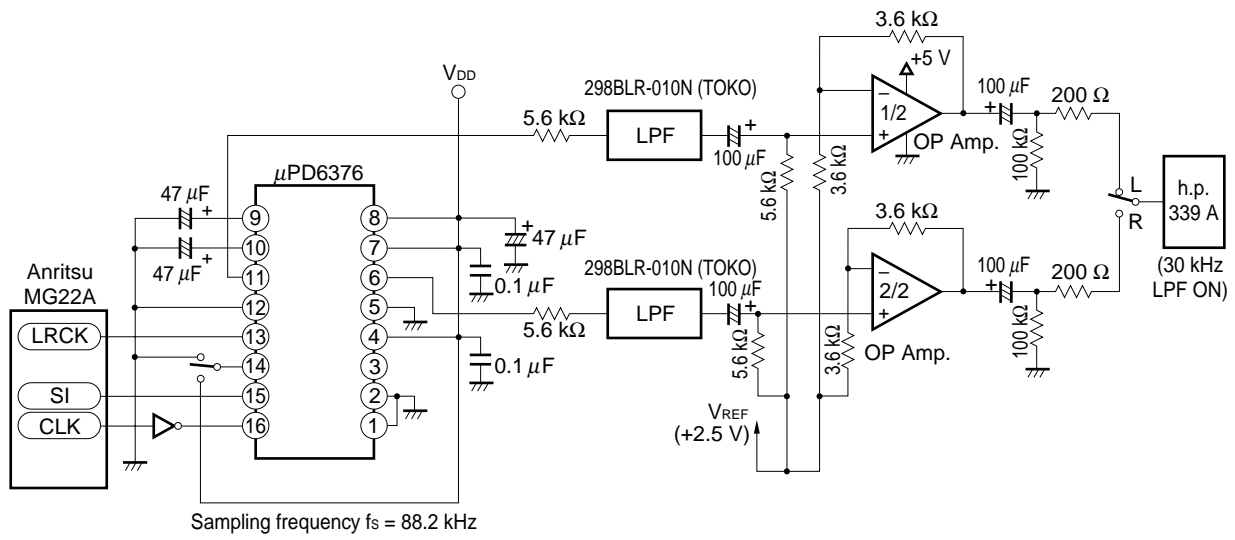 3.6 kΩ
+5 V
VDD
298BLR-010N (TOKO)
5.6 kΩ
LPF
100 µF
−
1/2
+
OP Amp.
100 µF
200 Ω
100 kΩ
5.6 kΩ
3.6 kΩ
µPD6376
47 µF
+
9
8
+
47 µF
10
7
+
47 µF
11
6
0.1 µF
12
5
13
4
14
3
0.1 µF
15
2
16
1
Anritsu
MG22A
LRCK
SI
CLK
298BLR-010N (TOKO)
5.6 kΩ
LPF
100 µF
+
5.6 kΩ
3.6 kΩ
3.6 kΩ
−
2/2
+
OP Amp.
100 µF
+
200 Ω
100 kΩ
L
R
h.p.
339 A
(30 kHz
LPF ON)
VREF
(+2.5 V)
Sampling frequency fS = 88.2 kHz